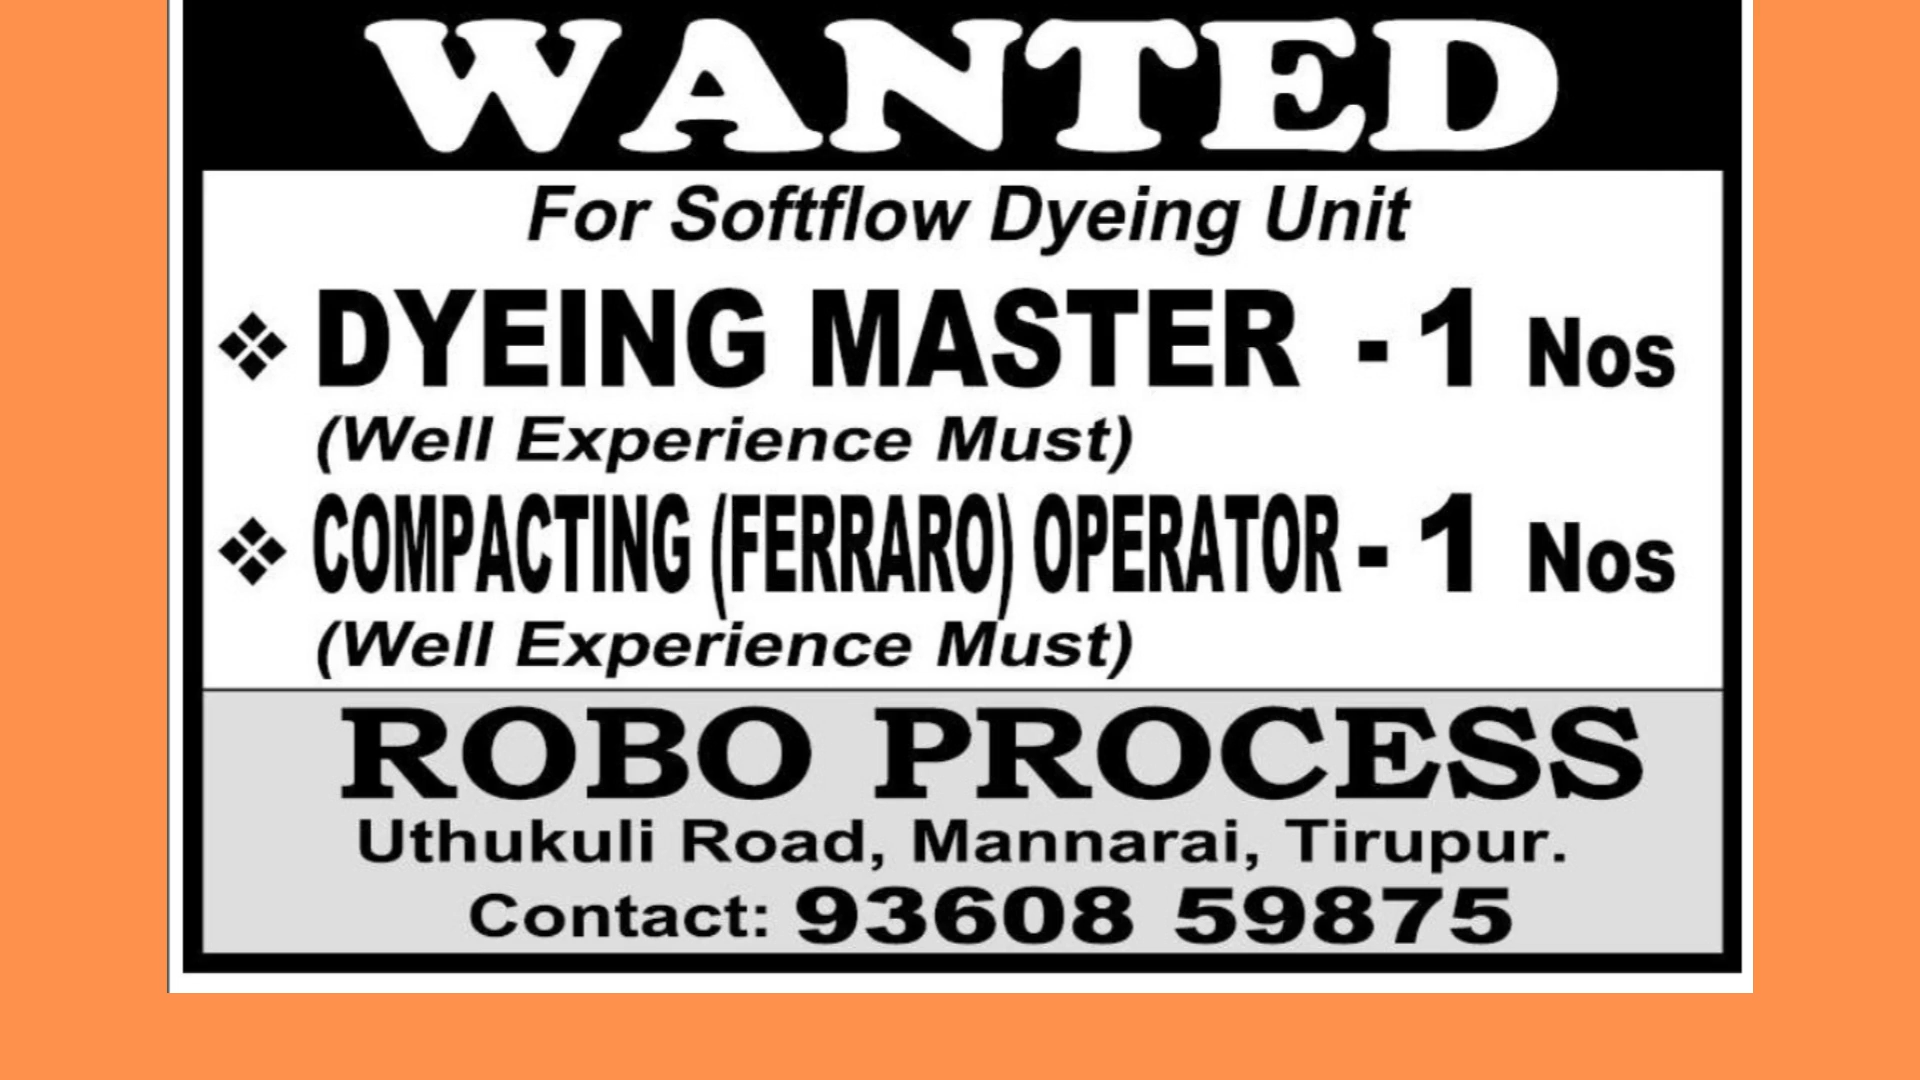 WANTED
For Softflow Dyeing Unit
❖ DYEING MASTER - 1 Nos
(Well Experience Must)
❖ COMPACTING (FERRARO) OPERATOR - 1 Nos
(Well Experience Must)
ROBO PROCESS
Uthukuli Road, Mannarai, Tirupur.
Contact: 93608 59875